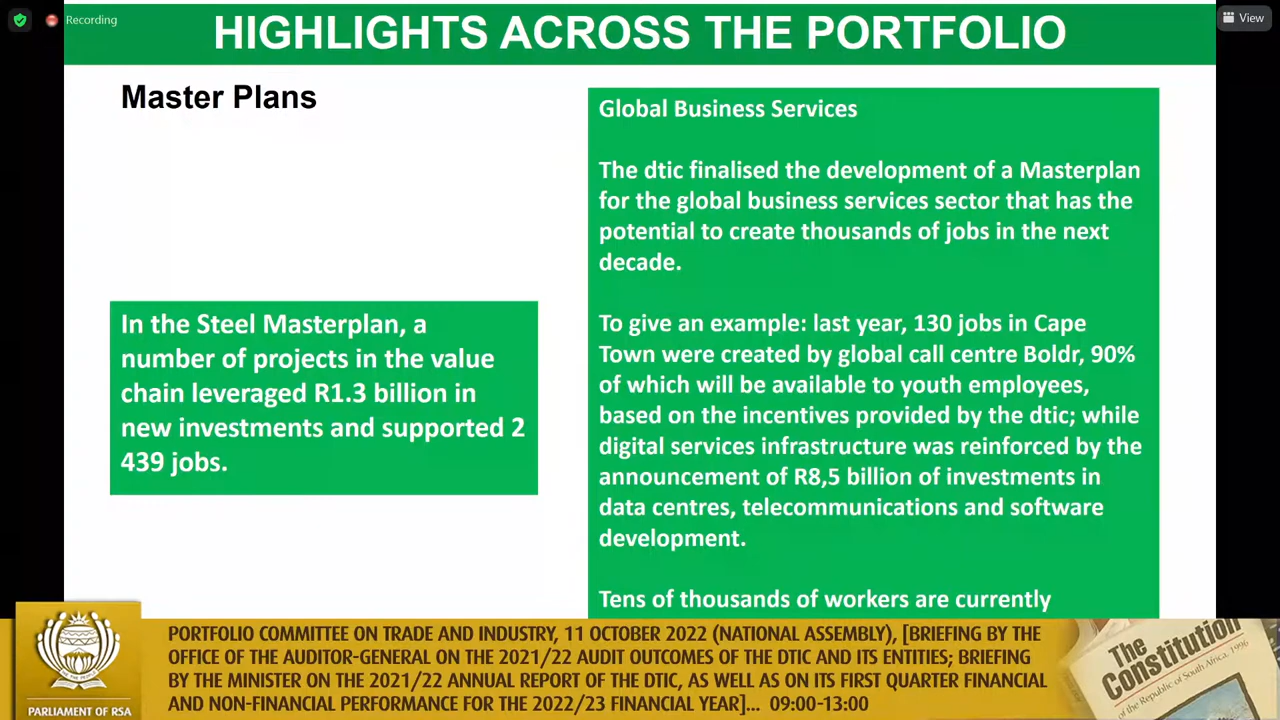 Recording
View
HIGHLIGHTS ACROSS THE PORTFOLIO
Master Plans
In the Steel Masterplan, a
number of projects in the value
chain leveraged R1.3 billion in
new investments and supported 2
439 jobs.
Global Business Services
The dtic finalised the development of a Masterplan
for the global business services sector that has the
potential to create thousands of jobs in the next
decade.
To give an example: last year, 130 jobs in Cape
Town were created by global call centre Boldr, 90%
of which will be available to youth employees,
based on the incentives provided by the dtic; while
digital services infrastructure was reinforced by the
announcement of R8,5 billion of investments in
data centres, telecommunications and software
development.
Tens of thousands of workers are currently
PORTFOLIO COMMITTEE ON TRADE AND INDUSTRY, 11 OCTOBER 2022 (NATIONAL ASSEMBLY), [BRIEFING BY THE
OFFICE OF THE AUDITOR-GENERAL ON THE 2021/22 AUDIT OUTCOMES OF THE DTIC AND ITS ENTITIES; BRIEFING
BY THE MINISTER ON THE 2021/22 ANNUAL REPORT OF THE DTIC, AS WELL AS ON ITS FIRST QUARTER FINANCIAL
AND NON-FINANCIAL PERFORMANCE FOR THE 2022/23 FINANCIAL YEAR]... 09:00-13:00
PARLIAMENT OF RSA
The
Constitution
of the Republic of South Africa, 1996